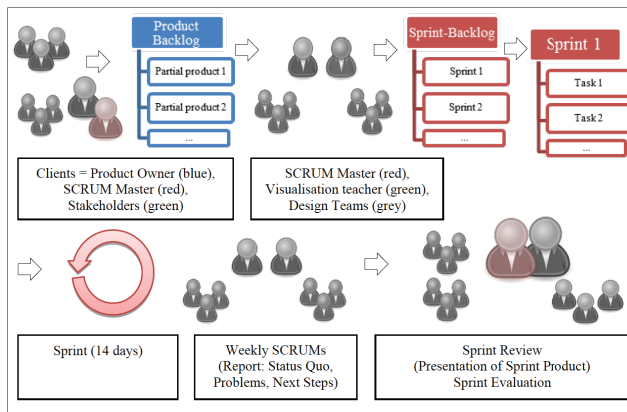 Product
Backlog
Partial product 1
Partial product 2
...
Sprint-Backlog
Sprint 1
Sprint 2
...
Sprint 1
Task 1
Task 2
...
Clients = Product Owner (blue),
SCRUM Master (red),
Stakeholders (green)
SCRUM Master (red),
Visualisation teacher (green),
Design Teams (grey)
Sprint (14 days)
Weekly SCRUMs
(Report: Status Quo,
Problems, Next Steps)
Sprint Review
(Presentation of Sprint Product)
Sprint Evaluation